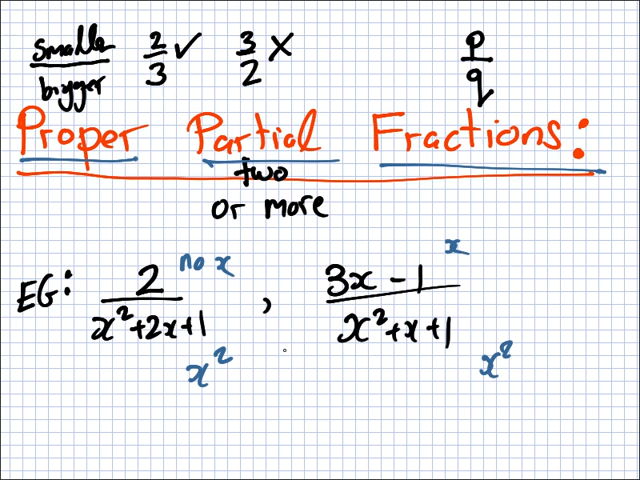 smaller/bigger 2/3 ✓ 3/2 ✗ p/q
Proper Partial Fractions:
two
or more
no x x
EG: 2/(x²+2x+1) , (3x-1)/(x²+x+1)
x² x²